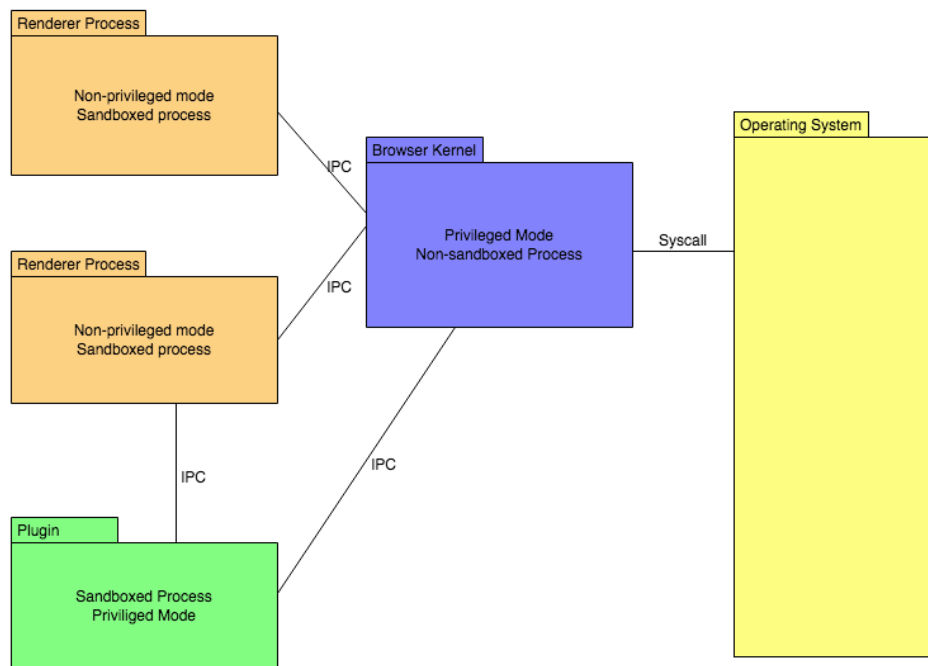 Renderer Process
Non-privileged mode
Sandboxed process
IPC
Browser Kernel
Privileged Mode
Non-sandboxed Process
Syscall
Operating System
Renderer Process
Non-privileged mode
Sandboxed process
IPC
IPC
IPC
Plugin
Sandboxed Process
Priviliged Mode